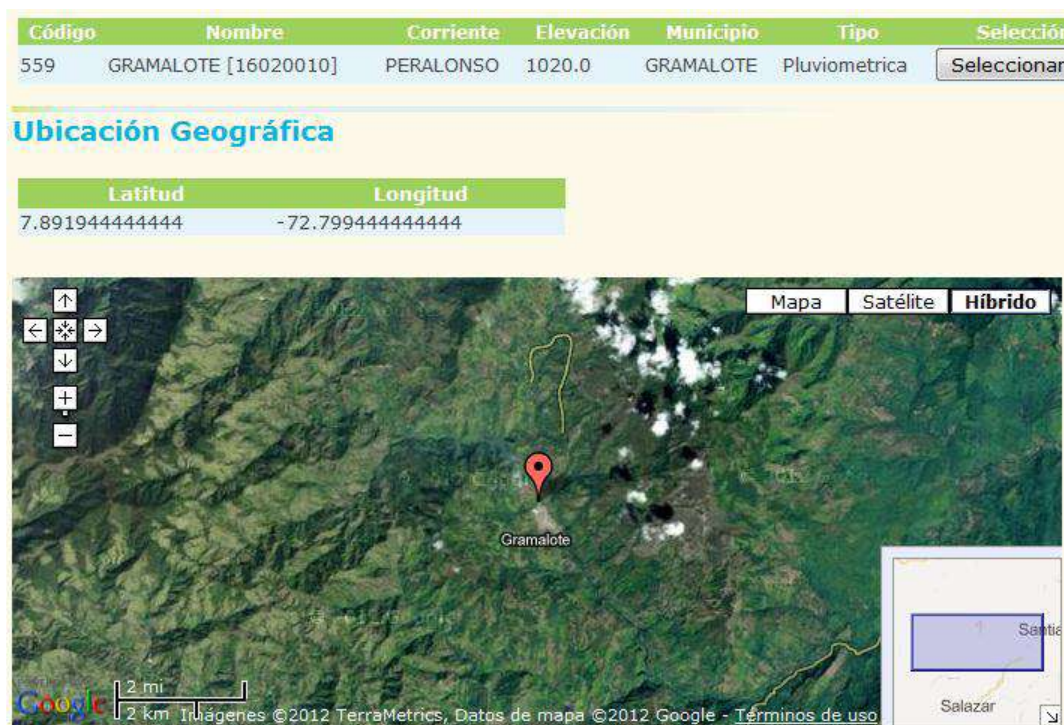 Código Nombre Corriente Elevación Municipio Tipo Selección
559 GRAMALOTE [16020010] PERALONSO 1020.0 GRAMALOTE Pluviometrica Seleccionar
Ubicación Geográfica
Latitud Longitud
7.891944444444 -72.799444444444
Mapa Satélite Híbrido
Gramalote
Santia
Salazar
2 mi
Google 2 km Imágenes ©2012 TerraMetrics, Datos de mapa ©2012 Google - Términos de uso